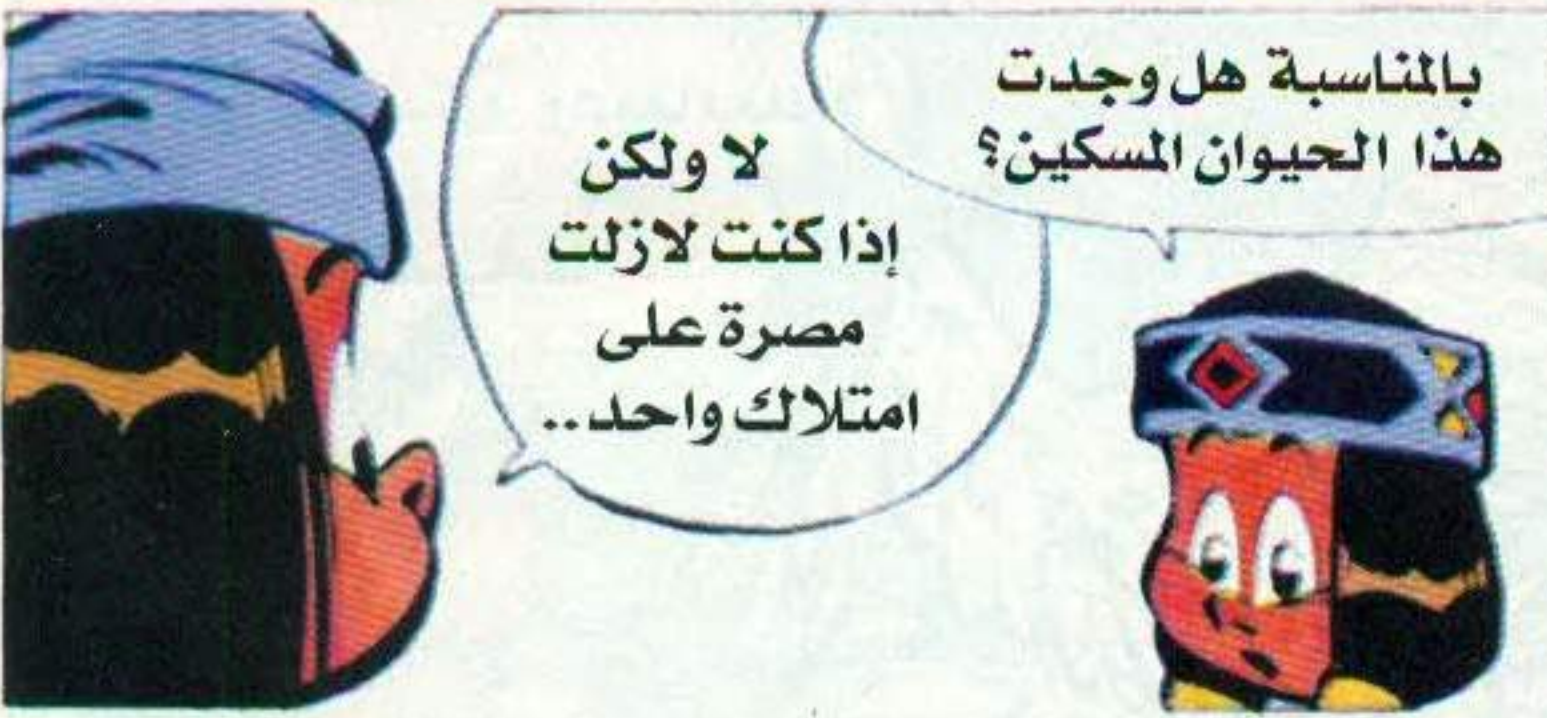 بالمناسبة هل وجدت
هذا الحيوان المسكين؟
لا ولكن
إذا كنت لازلت
مصرة على
امتلاك واحد..